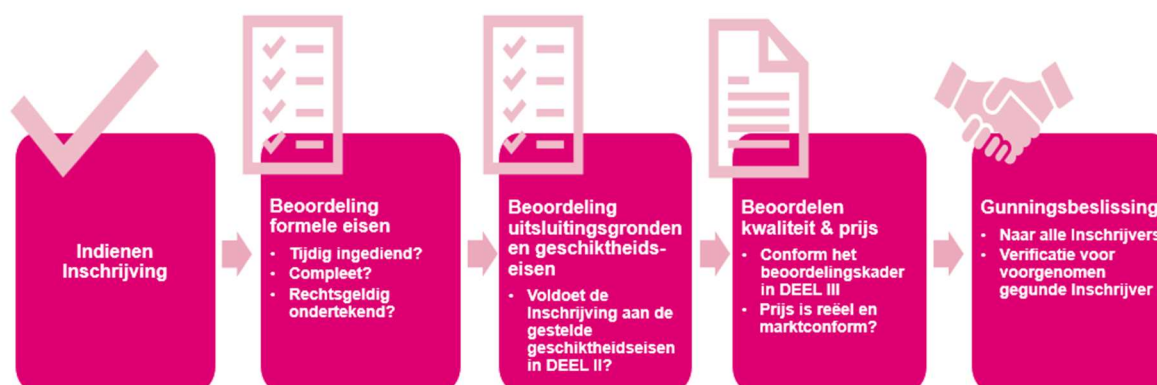 Indienen
Inschrijving
Beoordeling
formele eisen
• Tijdig ingediend?
• Compleet?
• Rechtsgeldig
ondertekend?
Beoordeling
uitsluitingsgronden
en geschiktheids-
eisen
• Voldoet de
Inschrijving aan de
gestelde
geschiktheidseisen
in DEEL II?
Beoordelen
kwaliteit & prijs
• Conform het
beoordelingskader
in DEEL III
• Prijs is reëel en
marktconform?
Gunningsbeslissing
• Naar alle Inschrijvers
• Verificatie voor
voorgenomen
gegunde Inschrijver